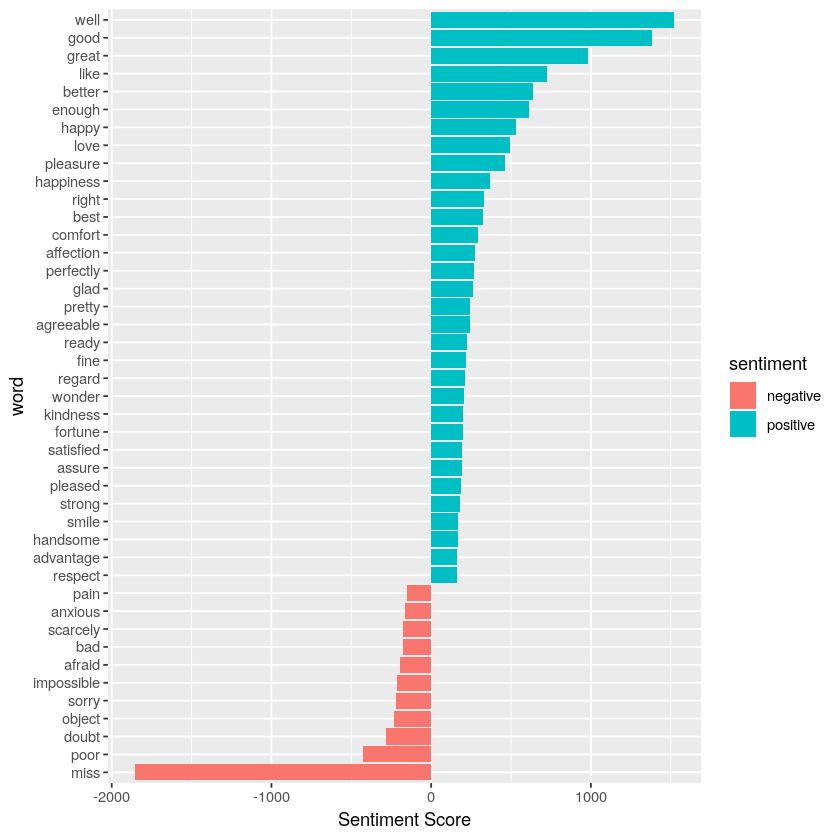 well
good
great
like
better
enough
happy
love
pleasure
happiness
right
best
comfort
affection
perfectly
glad
pretty
agreeable
ready
fine
regard
wonder
kindness
fortune
satisfied
assure
pleased
strong
smile
handsome
advantage
respect
pain
anxious
scarcely
bad
afraid
impossible
sorry
object
doubt
poor
miss
word
-2000 -1000 0 1000
Sentiment Score
sentiment
negative
positive